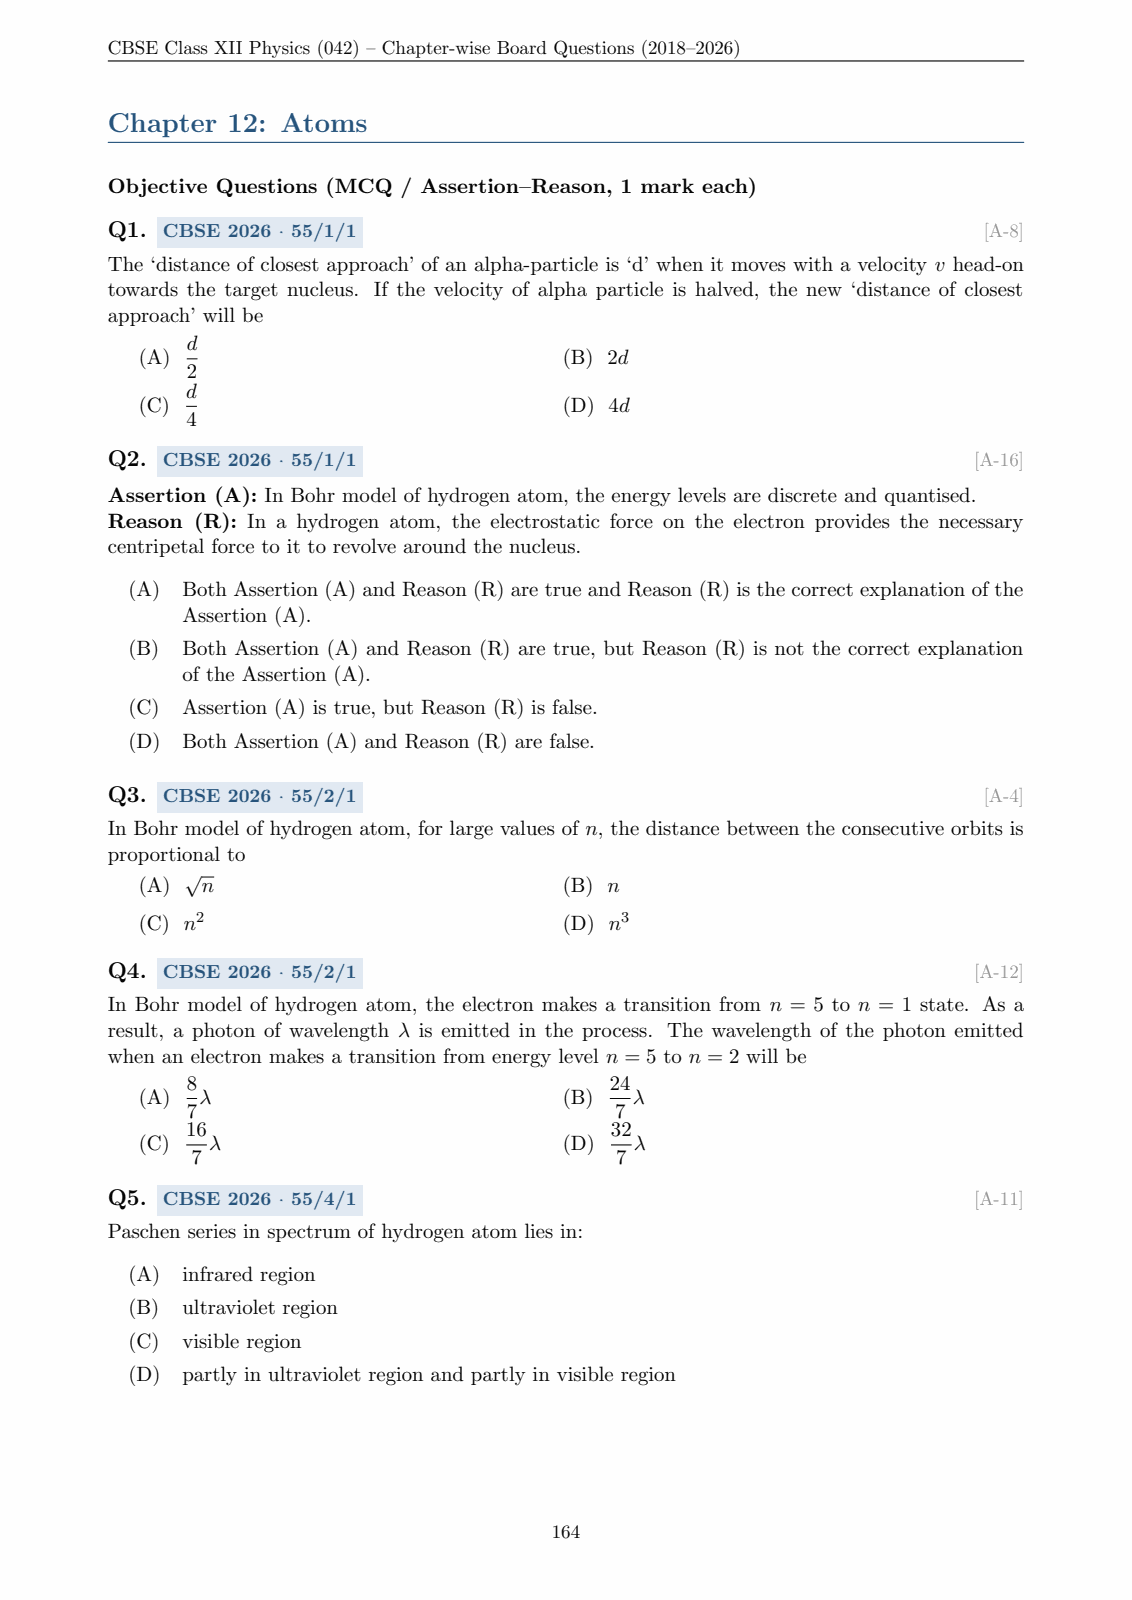 CBSE Class XII Physics (042) – Chapter-wise Board Questions (2018–2026)
Chapter 12: Atoms
Objective Questions (MCQ / Assertion–Reason, 1 mark each)
Q1. CBSE 2026 · 55/1/1 [A-8]
The ‘distance of closest approach’ of an alpha-particle is ‘d’ when it moves with a velocity v head-on
towards the target nucleus. If the velocity of alpha particle is halved, the new ‘distance of closest
approach’ will be
(A) d/2 (B) 2d
(C) d/4 (D) 4d
Q2. CBSE 2026 · 55/1/1 [A-16]
Assertion (A): In Bohr model of hydrogen atom, the energy levels are discrete and quantised.
Reason (R): In a hydrogen atom, the electrostatic force on the electron provides the necessary
centripetal force to it to revolve around the nucleus.
(A) Both Assertion (A) and Reason (R) are true and Reason (R) is the correct explanation of the
Assertion (A).
(B) Both Assertion (A) and Reason (R) are true, but Reason (R) is not the correct explanation
of the Assertion (A).
(C) Assertion (A) is true, but Reason (R) is false.
(D) Both Assertion (A) and Reason (R) are false.
Q3. CBSE 2026 · 55/2/1 [A-4]
In Bohr model of hydrogen atom, for large values of n, the distance between the consecutive orbits is
proportional to
(A) √n (B) n
(C) n² (D) n³
Q4. CBSE 2026 · 55/2/1 [A-12]
In Bohr model of hydrogen atom, the electron makes a transition from n = 5 to n = 1 state. As a
result, a photon of wavelength λ is emitted in the process. The wavelength of the photon emitted
when an electron makes a transition from energy level n = 5 to n = 2 will be
(A) 8/7 λ (B) 24/7 λ
(C) 16/7 λ (D) 32/7 λ
Q5. CBSE 2026 · 55/4/1 [A-11]
Paschen series in spectrum of hydrogen atom lies in:
(A) infrared region
(B) ultraviolet region
(C) visible region
(D) partly in ultraviolet region and partly in visible region
164